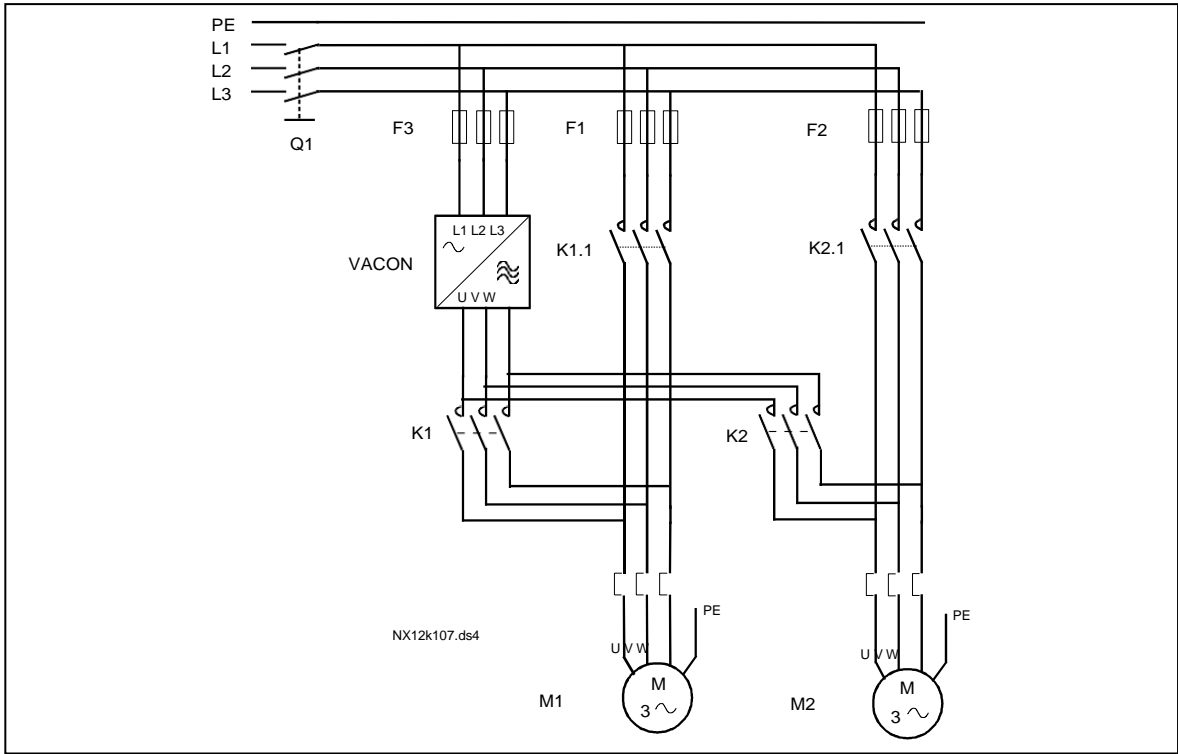 PE
L1
L2
L3
Q1
F3
F1
F2
L1 L2 L3
VACON
U V W
K1.1
K2.1
K1
K2
PE
PE
NX12k107.ds4
U V W
U V W
M1
M
3
M2
M
3